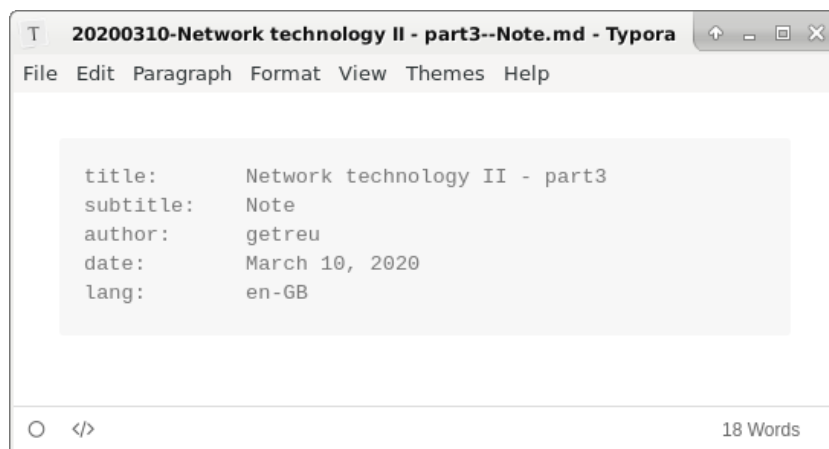 T 20200310-Network technology II - part3--Note.md - Typora
File Edit Paragraph Format View Themes Help
title: Network technology II - part3
subtitle: Note
author: getreu
date: March 10, 2020
lang: en-GB
</> 18 Words